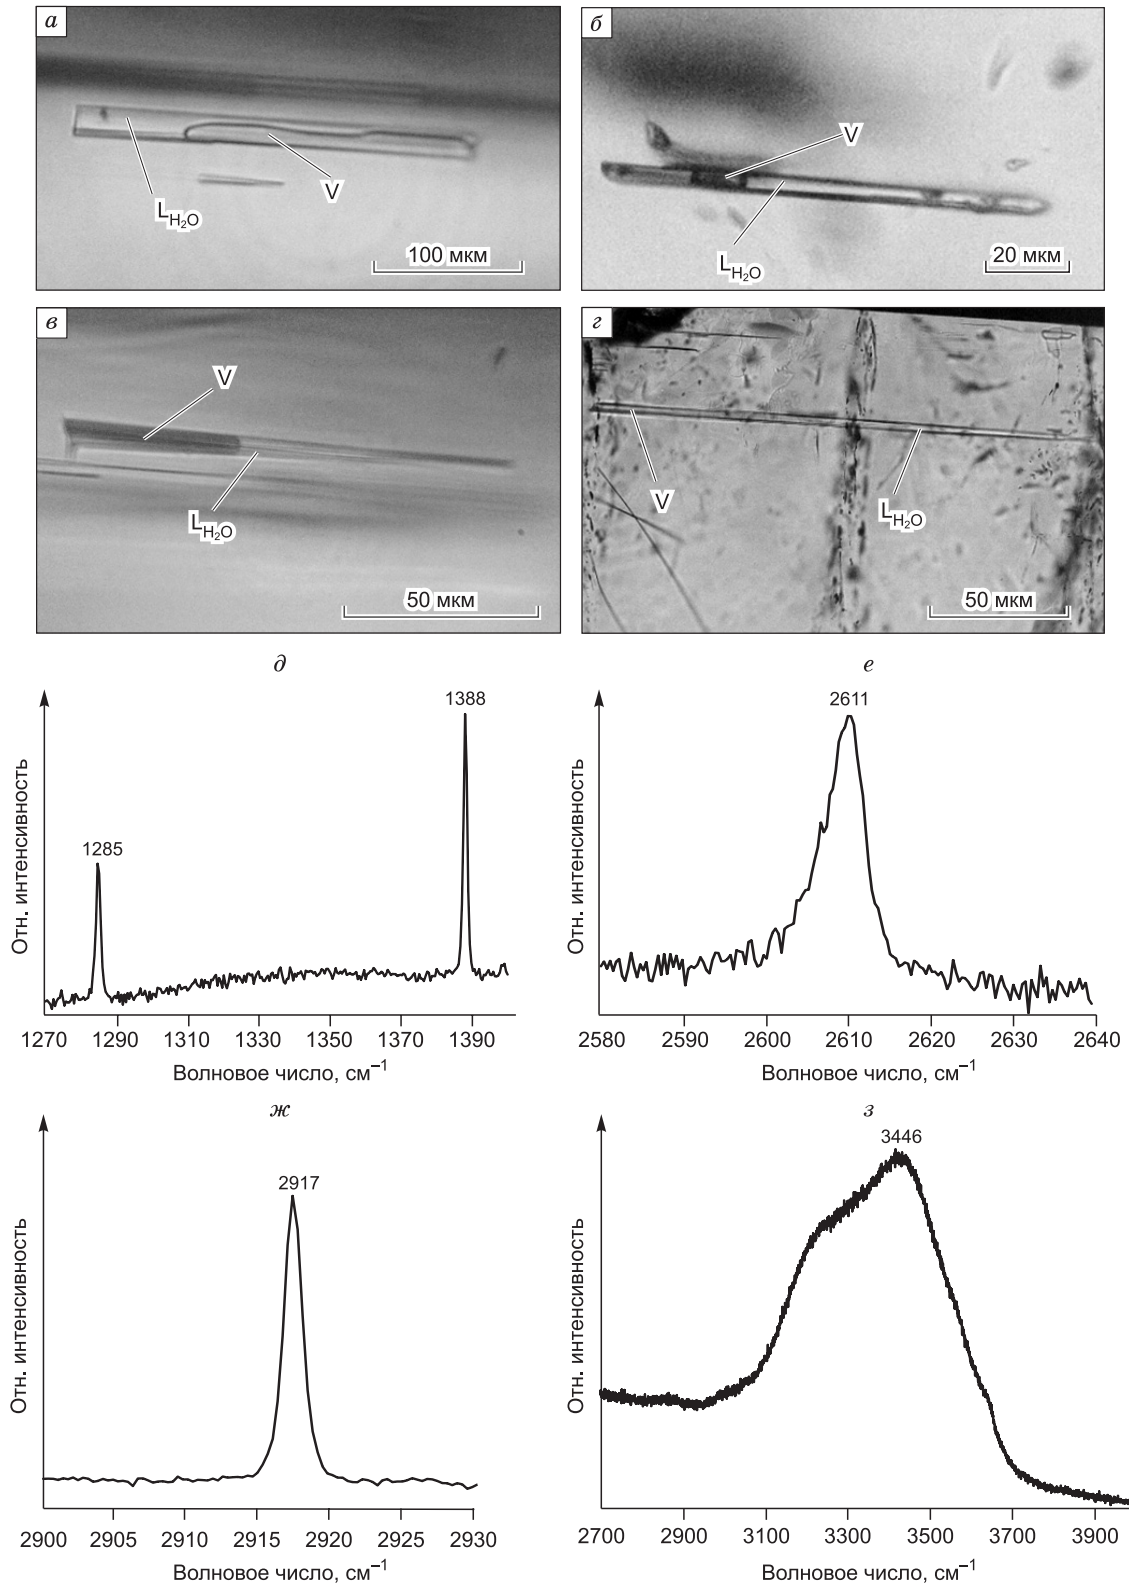 а
V
L H₂O
100 мкм
б
V
L H₂O
20 мкм
в
V
L H₂O
50 мкм
г
V
L H₂O
50 мкм
д
Отн. интенсивность
1285
1388
1270 1290 1310 1330 1350 1370 1390
Волновое число, см⁻¹
е
Отн. интенсивность
2611
2580 2590 2600 2610 2620 2630 2640
Волновое число, см⁻¹
ж
Отн. интенсивность
2917
2900 2905 2910 2915 2920 2925 2930
Волновое число, см⁻¹
з
Отн. интенсивность
3446
2700 2900 3100 3300 3500 3700 3900
Волновое число, см⁻¹